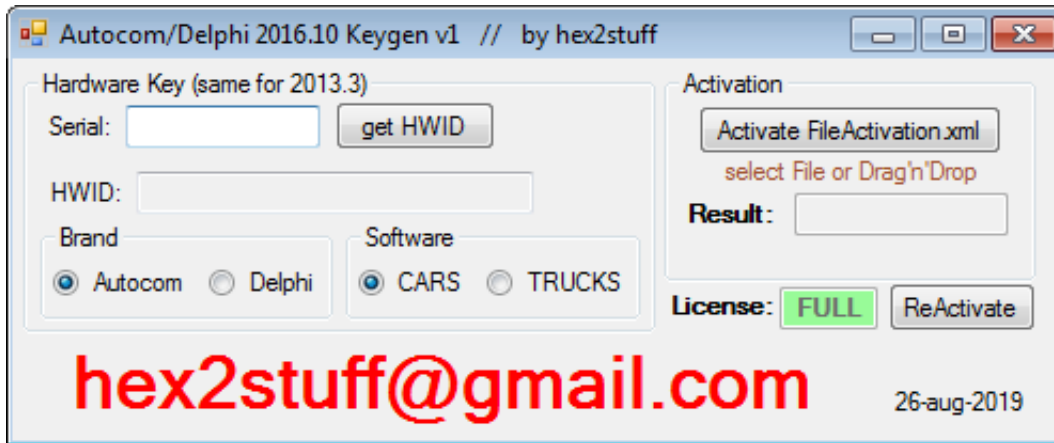 Autocom/Delphi 2016.10 Keygen v1 // by hex2stuff
Hardware Key (same for 2013.3)
Serial: get HWID
HWID:
Brand
Autocom Delphi
Software
CARS TRUCKS
Activation
Activate FileActivation.xml
select File or Drag'n'Drop
Result:
License: FULL ReActivate
hex2stuff@gmail.com
26-aug-2019